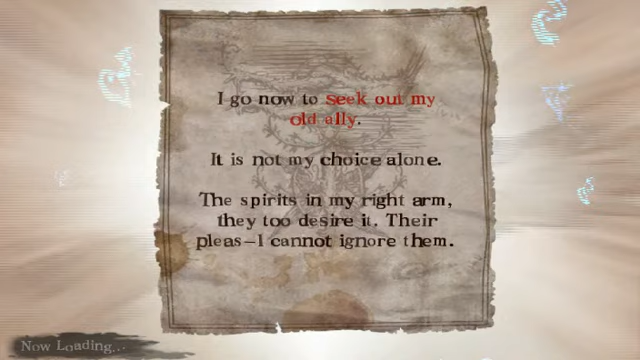 I go now to seek out my
old ally.
It is not my choice alone.
The spirits in my right arm,
they too desire it. Their
pleas—I cannot ignore them.
Now Loading...